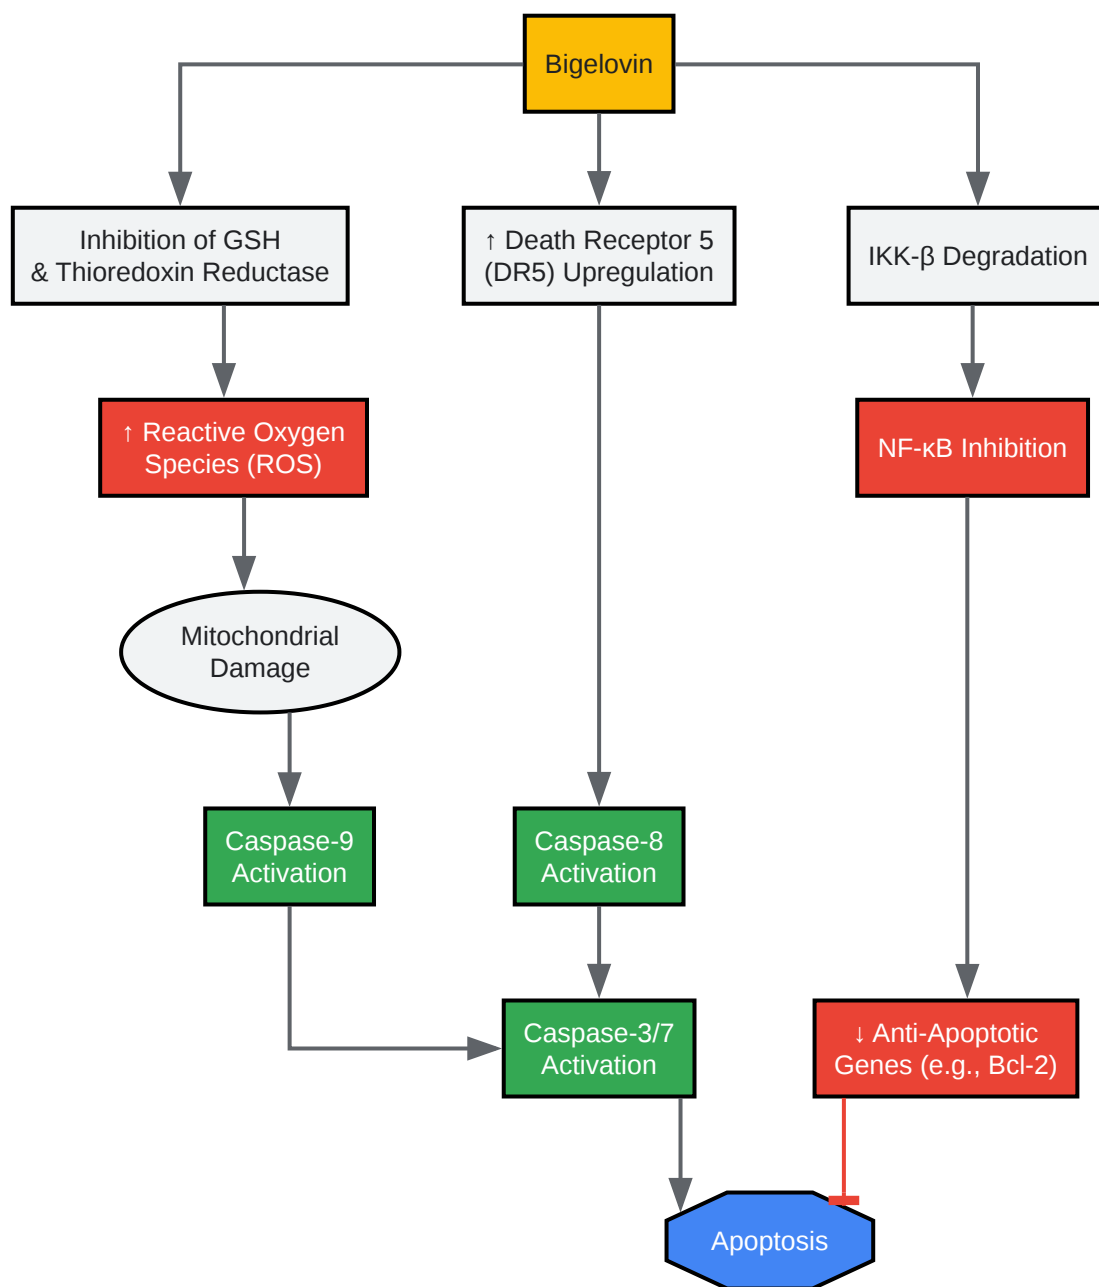 Bigelovin
Inhibition of GSH
& Thioredoxin Reductase
↑ Death Receptor 5
(DR5) Upregulation
IKK-β Degradation
↑ Reactive Oxygen
Species (ROS)
NF-κB Inhibition
Mitochondrial
Damage
Caspase-9
Activation
Caspase-8
Activation
Caspase-3/7
Activation
↓ Anti-Apoptotic
Genes (e.g., Bcl-2)
Apoptosis